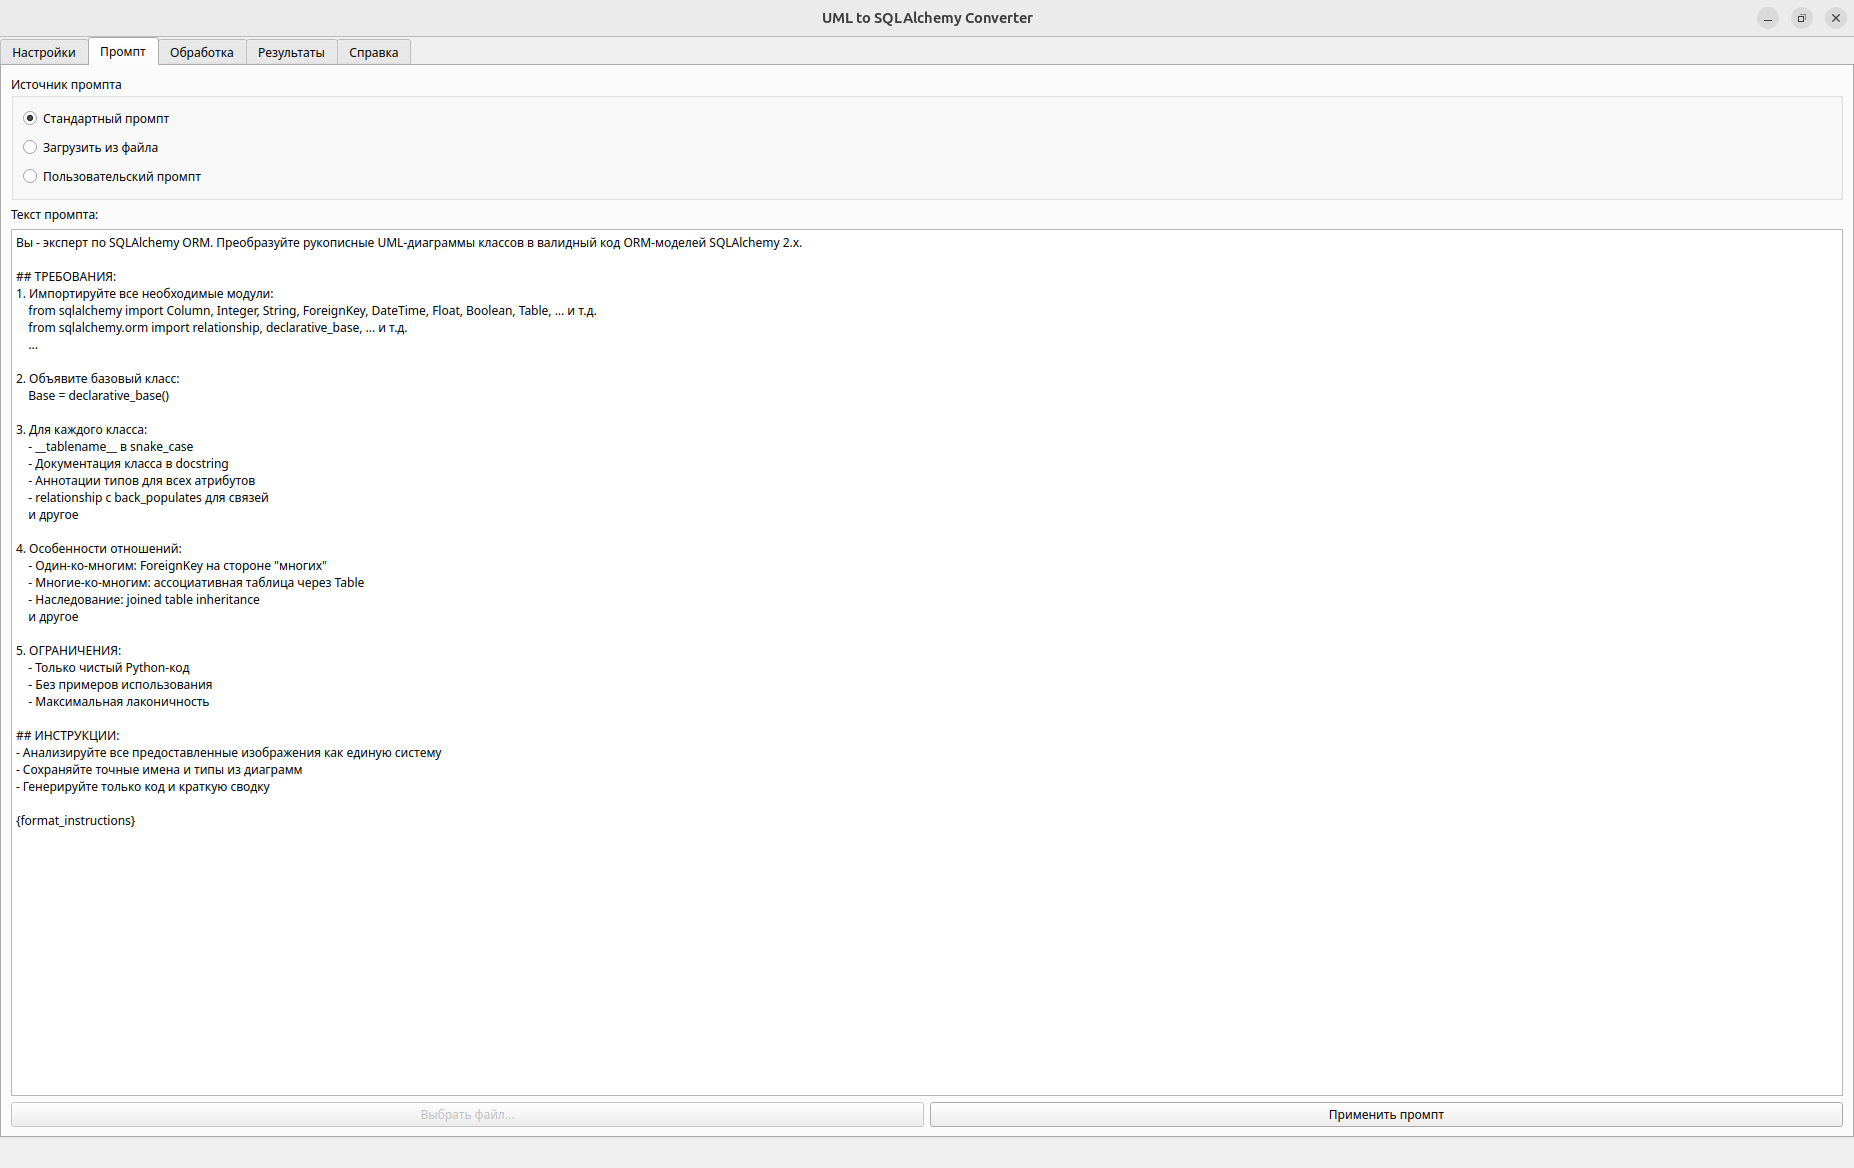 UML to SQLAlchemy Converter
Настройки Промпт Обработка Результаты Справка
Источник промпта
Стандартный промпт
Загрузить из файла
Пользовательский промпт
Текст промпта:
Вы - эксперт по SQLAlchemy ORM. Преобразуйте рукописные UML-диаграммы классов в валидный код ORM-моделей SQLAlchemy 2.x.
## ТРЕБОВАНИЯ:
1. Импортируйте все необходимые модули:
from sqlalchemy import Column, Integer, String, ForeignKey, DateTime, Float, Boolean, Table, ... и т.д.
from sqlalchemy.orm import relationship, declarative_base, ... и т.д.
...
2. Объявите базовый класс:
Base = declarative_base()
3. Для каждого класса:
- __tablename__ в snake_case
- Документация класса в docstring
- Аннотации типов для всех атрибутов
- relationship с back_populates для связей
и другое
4. Особенности отношений:
- Один-ко-многим: ForeignKey на стороне "многих"
- Многие-ко-многим: ассоциативная таблица через Table
- Наследование: joined table inheritance
и другое
5. ОГРАНИЧЕНИЯ:
- Только чистый Python-код
- Без примеров использования
- Максимальная лаконичность
## ИНСТРУКЦИИ:
- Анализируйте все предоставленные изображения как единую систему
- Сохраняйте точные имена и типы из диаграмм
- Генерируйте только код и краткую сводку
{format_instructions}
Выбрать файл... Применить промпт